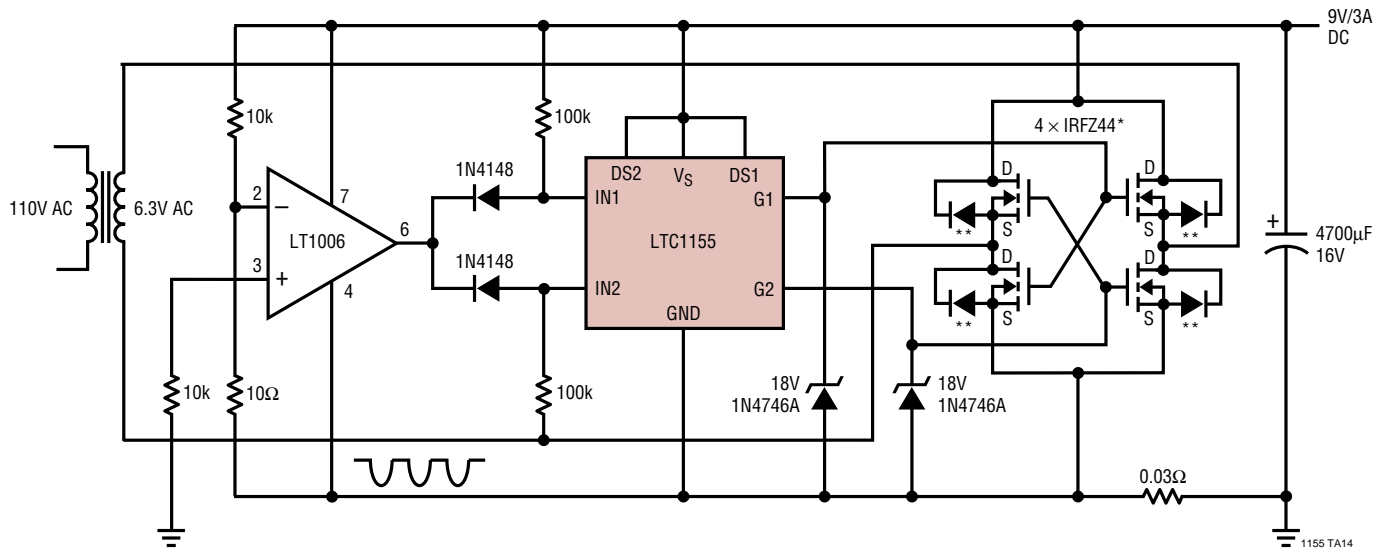 9V/3A
DC
10k
100k
4 × IRFZ44*
1N4148
DS2
VS
DS1
D
D
110V AC
6.3V AC
2
−
7
IN1
G1
S
**
S
**
LT1006
6
LTC1155
+
4700µF
16V
3
+
4
1N4148
IN2
G2
D
D
GND
**
S
S
**
10k
10Ω
100k
18V
1N4746A
18V
1N4746A
0.03Ω
1155 TA14